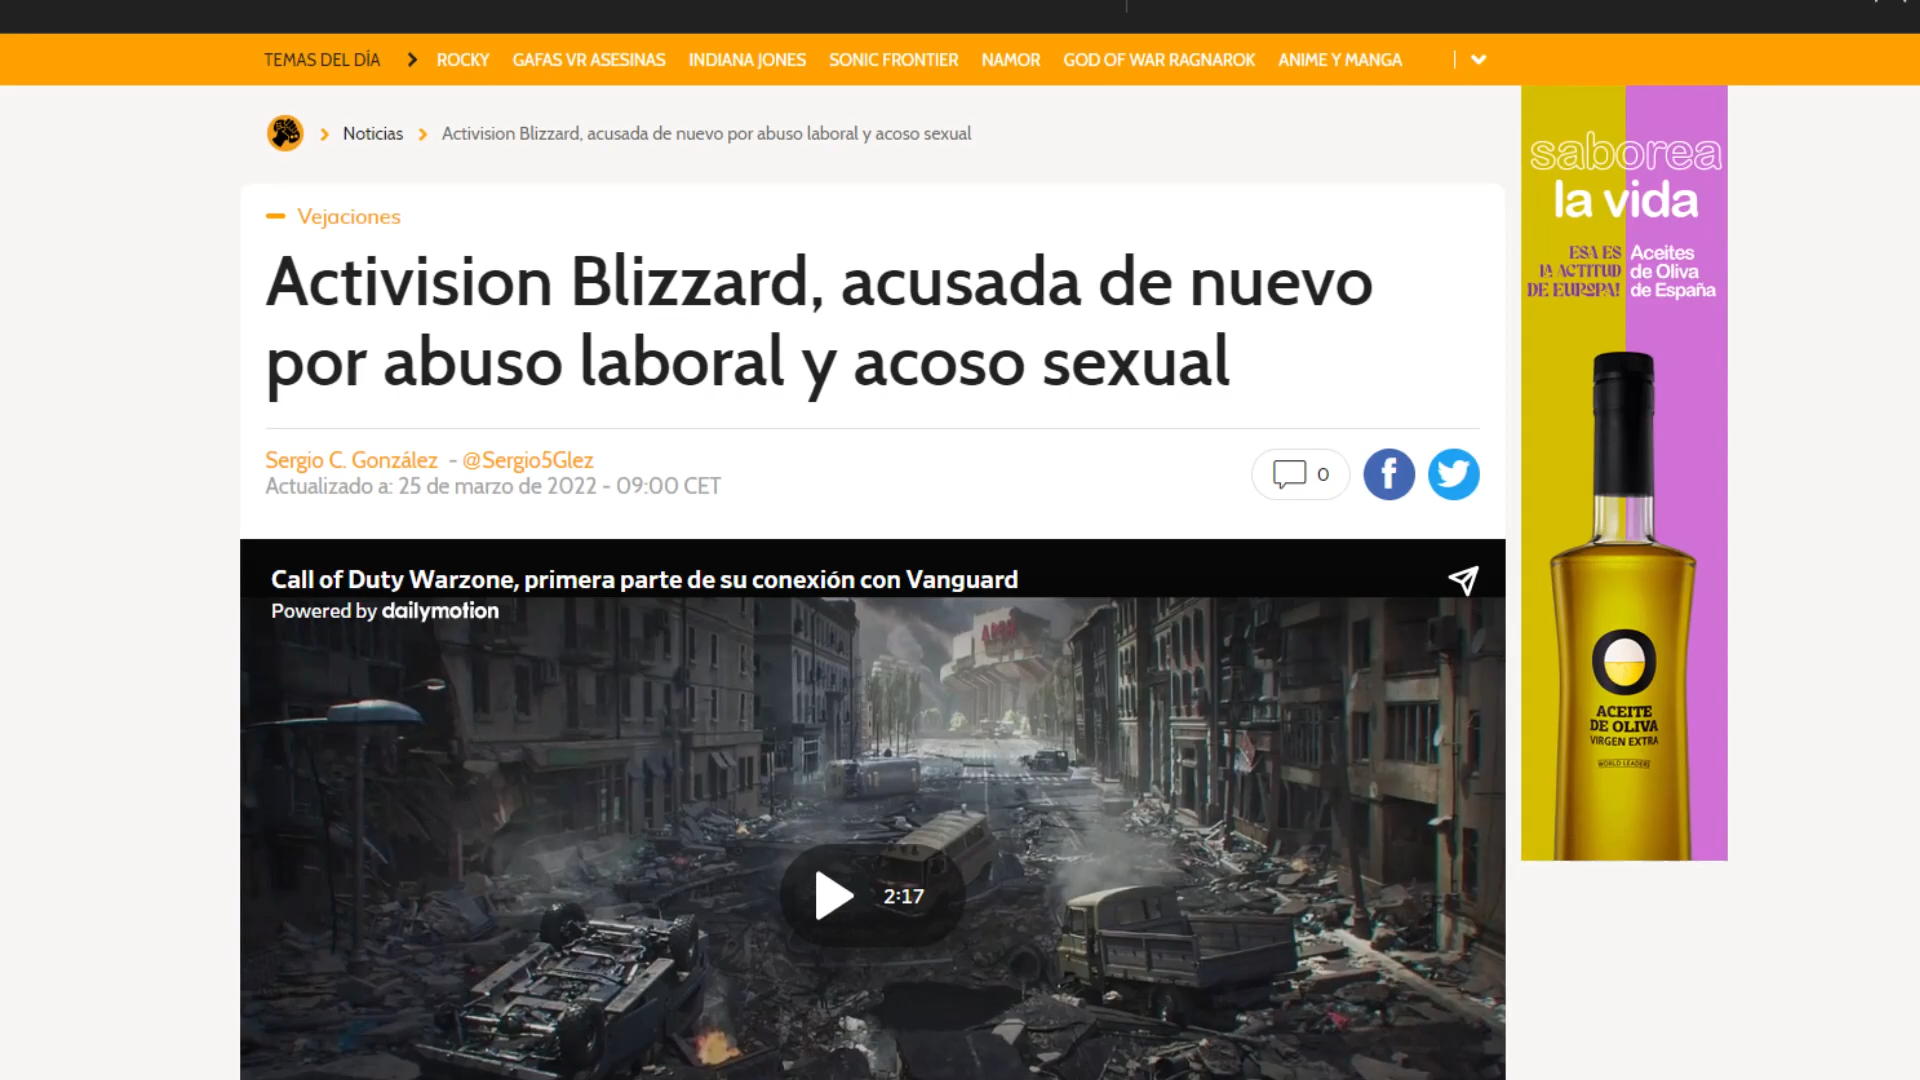 TEMAS DEL DÍA ROCKY GAFAS VR ASESINAS INDIANA JONES SONIC FRONTIER NAMOR GOD OF WAR RAGNAROK ANIME Y MANGA
Noticias Activision Blizzard, acusada de nuevo por abuso laboral y acoso sexual
Vejaciones
Activision Blizzard, acusada de nuevo
por abuso laboral y acoso sexual
Sergio C. González - @Sergio5Glez
Actualizado a: 25 de marzo de 2022 - 09:00 CET
0
Call of Duty Warzone, primera parte de su conexión con Vanguard
Powered by dailymotion
2:17
saborea
la vida
ESA ES
LA ACTITUD
DE EUROPA!
Aceites
de Oliva
de España
ACEITE
DE OLIVA
VIRGEN EXTRA
WORLD LEADERS